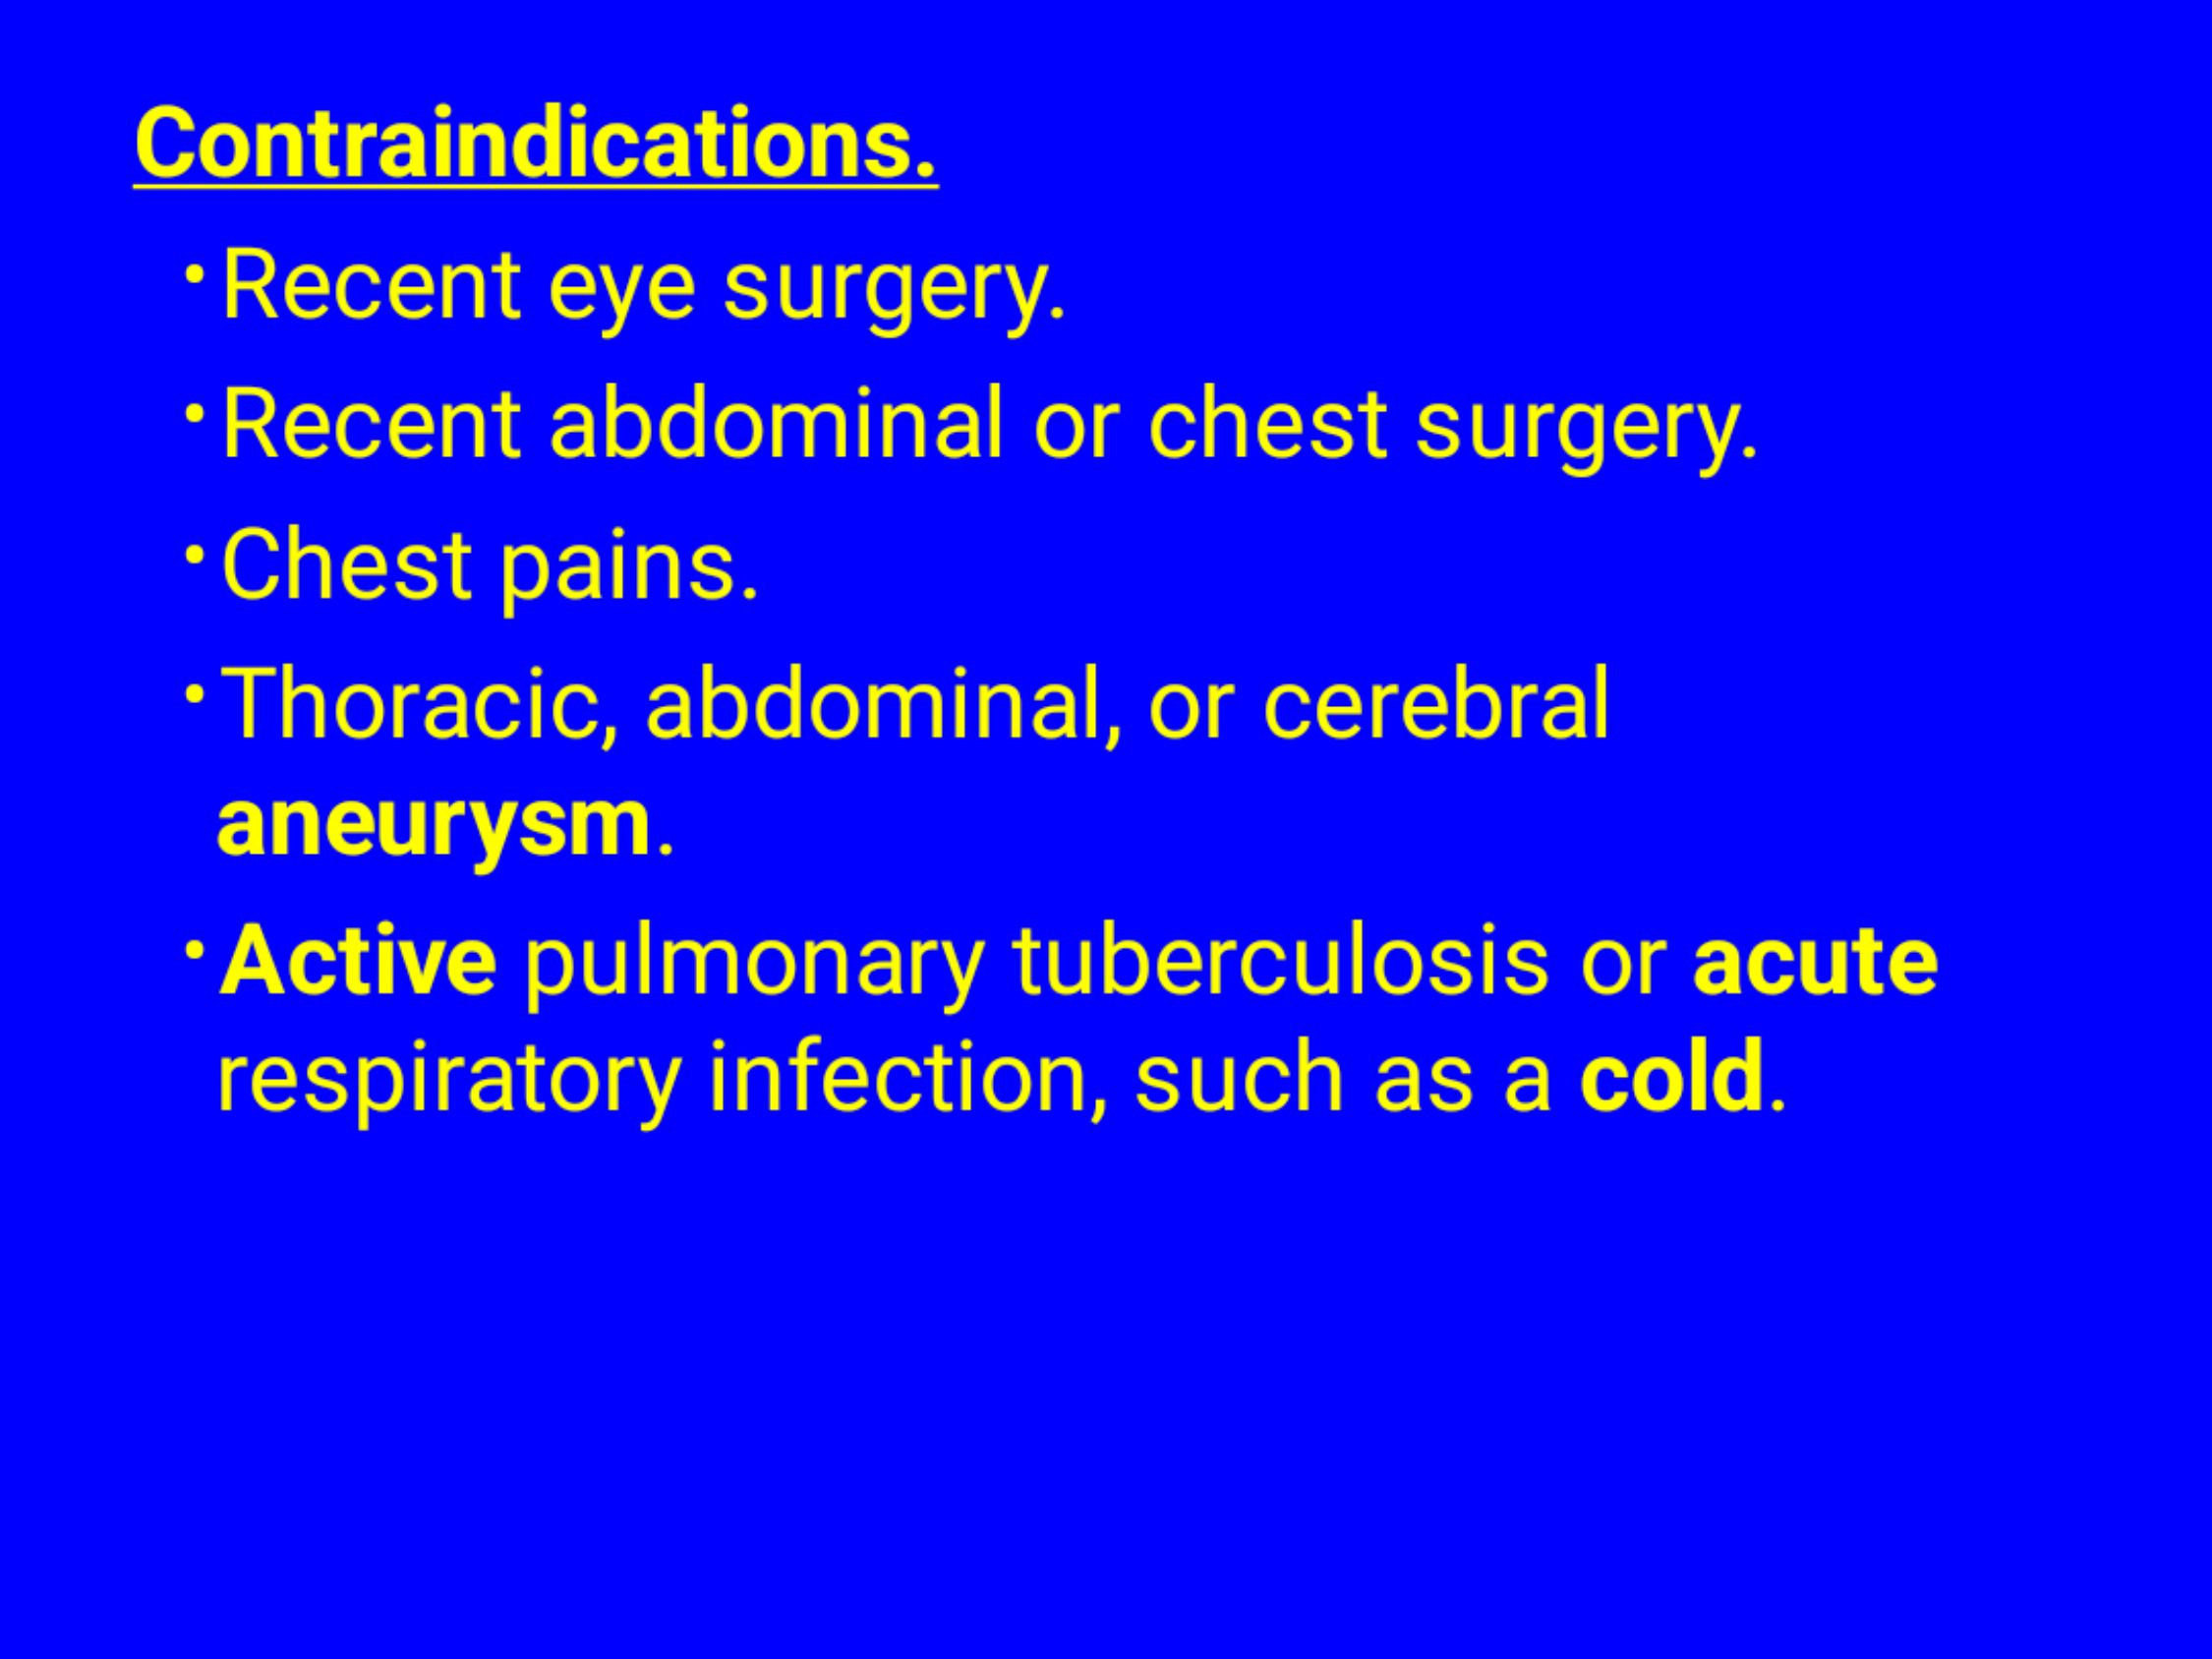 Contraindications.
•Recent eye surgery.
•Recent abdominal or chest surgery.
•Chest pains.
•Thoracic, abdominal, or cerebral
aneurysm.
•Active pulmonary tuberculosis or acute
respiratory infection, such as a cold.